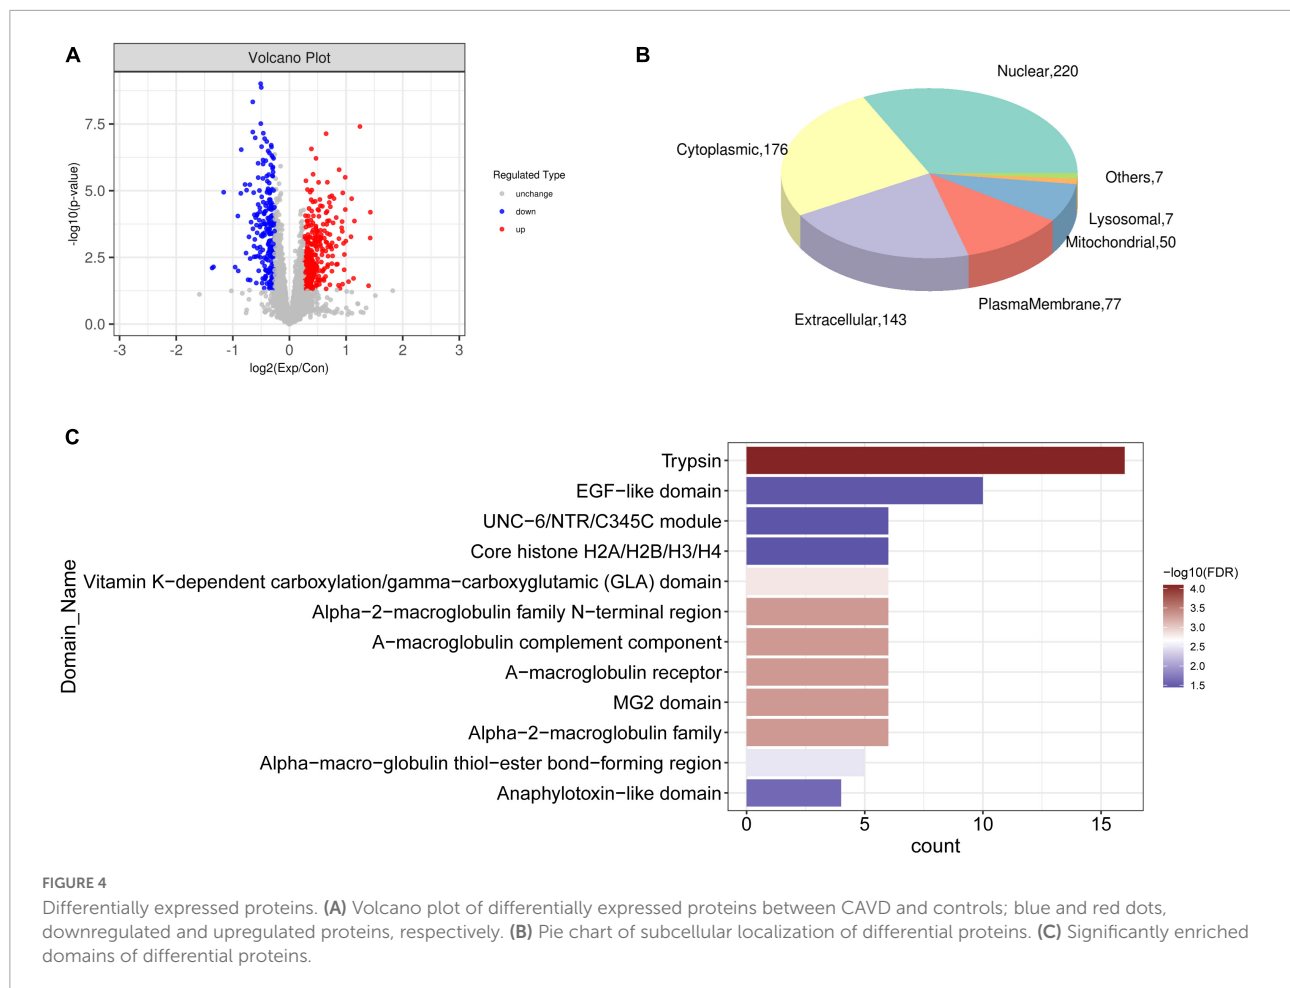 A
Volcano Plot
7.5
5.0
2.5
0.0
-log10(p-value)
-3 -2 -1 0 1 2 3
log2(Exp/Con)
Regulated Type
unchange
down
up
B
Nuclear,220
Cytoplasmic,176
Others,7
Lysosomal,7
Mitochondrial,50
PlasmaMembrane,77
Extracellular,143
C
Domain_Name
Trypsin
EGF−like domain
UNC−6/NTR/C345C module
Core histone H2A/H2B/H3/H4
Vitamin K−dependent carboxylation/gamma−carboxyglutamic (GLA) domain
Alpha−2−macroglobulin family N−terminal region
A−macroglobulin complement component
A−macroglobulin receptor
MG2 domain
Alpha−2−macroglobulin family
Alpha−macro−globulin thiol−ester bond−forming region
Anaphylotoxin−like domain
0 5 10 15
count
−log10(FDR)
4.0
3.5
3.0
2.5
2.0
1.5
FIGURE 4
Differentially expressed proteins. (A) Volcano plot of differentially expressed proteins between CAVD and controls; blue and red dots,
downregulated and upregulated proteins, respectively. (B) Pie chart of subcellular localization of differential proteins. (C) Significantly enriched
domains of differential proteins.